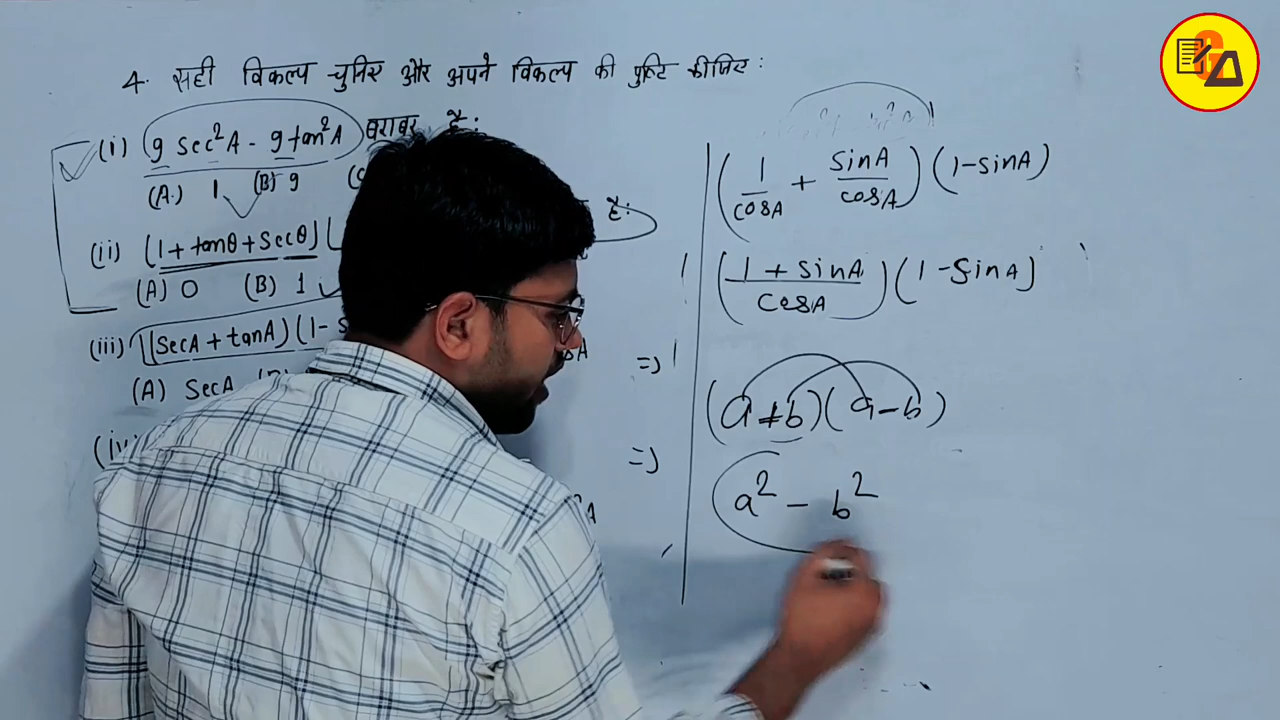 4. सही विकल्प चुनिए और अपने विकल्प की पुष्टि कीजिए :
(i) 9 sec²A - 9 tan²A बराबर है:
(A.) 1 (B) 9
(ii) (1 + tanθ + secθ) है:
(A) 0 (B) 1
(iii) (SecA + tanA) (1-
(A) SecA
(iv)
(1/cosA + sinA/cosA) (1-sinA)
(1 + sinA/cosA) (1 - SinA)
=>
(a+b)(a-b)
=>
a² - b²